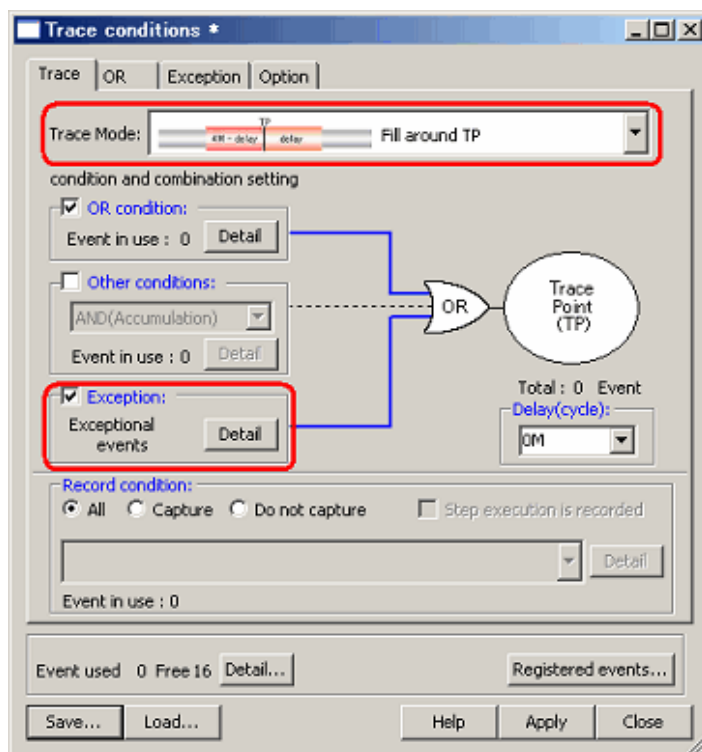 Trace conditions *
Trace OR Exception Option
Trace Mode: 4M - delay TP delay Fill around TP
condition and combination setting
OR condition:
Event in use : 0 Detail
Other conditions:
AND(Accumulation)
Event in use : 0 Detail
Exception:
Exceptional events Detail
OR
Trace Point (TP)
Total : 0 Event
Delay(cycle):
0M
Record condition:
All Capture Do not capture Step execution is recorded
Detail
Event in use : 0
Event used 0 Free 16 Detail... Registered events...
Save... Load... Help Apply Close